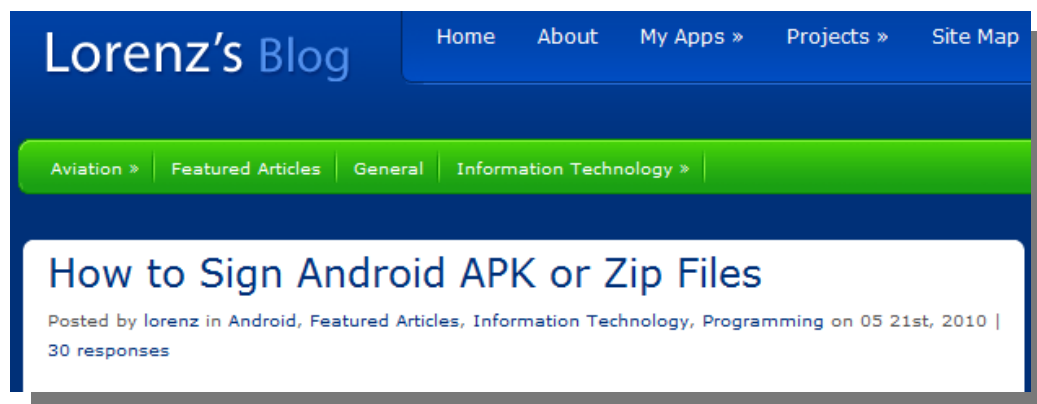 Lorenz's Blog
Home About My Apps » Projects » Site Map
Aviation » Featured Articles General Information Technology »
How to Sign Android APK or Zip Files
Posted by lorenz in Android, Featured Articles, Information Technology, Programming on 05 21st, 2010 |
30 responses